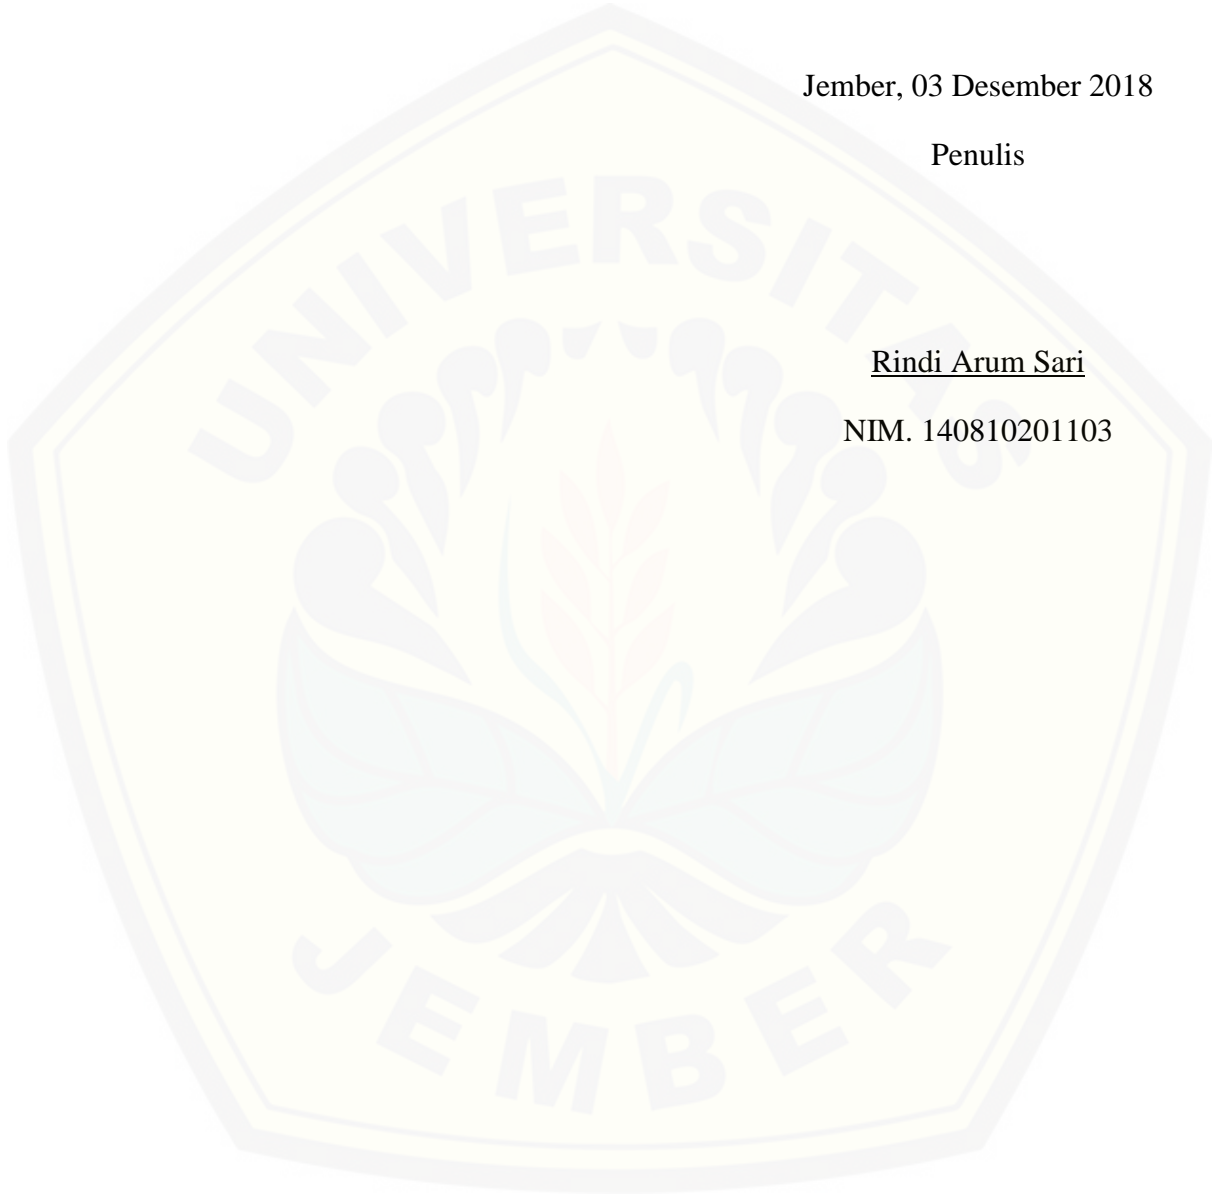 Jember, 03 Desember 2018
Penulis
UNIVERSITAS
Rindi Arum Sari
NIM. 140810201103
JEMBER